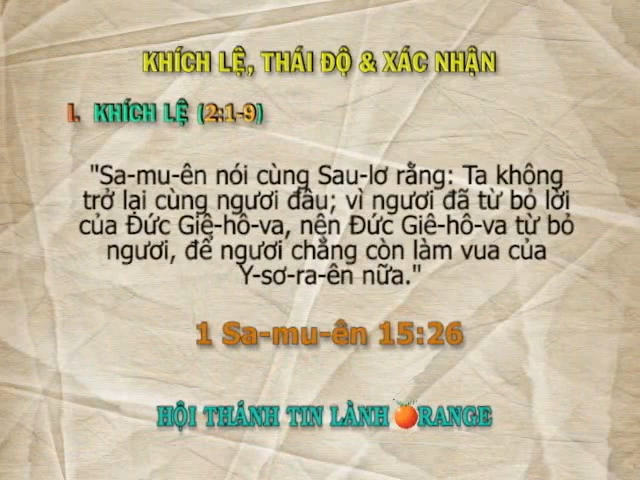 KHÍCH LỆ, THÁI ĐỘ & XÁC NHẬN
I. KHÍCH LỆ (2:1-9)
"Sa-mu-ên nói cùng Sau-lơ rằng: Ta không
trở lại cùng ngươi đâu; vì ngươi đã từ bỏ lời
của Đức Giê-hô-va, nên Đức Giê-hô-va từ bỏ
ngươi, để ngươi chẳng còn làm vua của
Y-sơ-ra-ên nữa."
1 Sa-mu-ên 15:26
HỘI THÁNH TIN LÀNH ORANGE